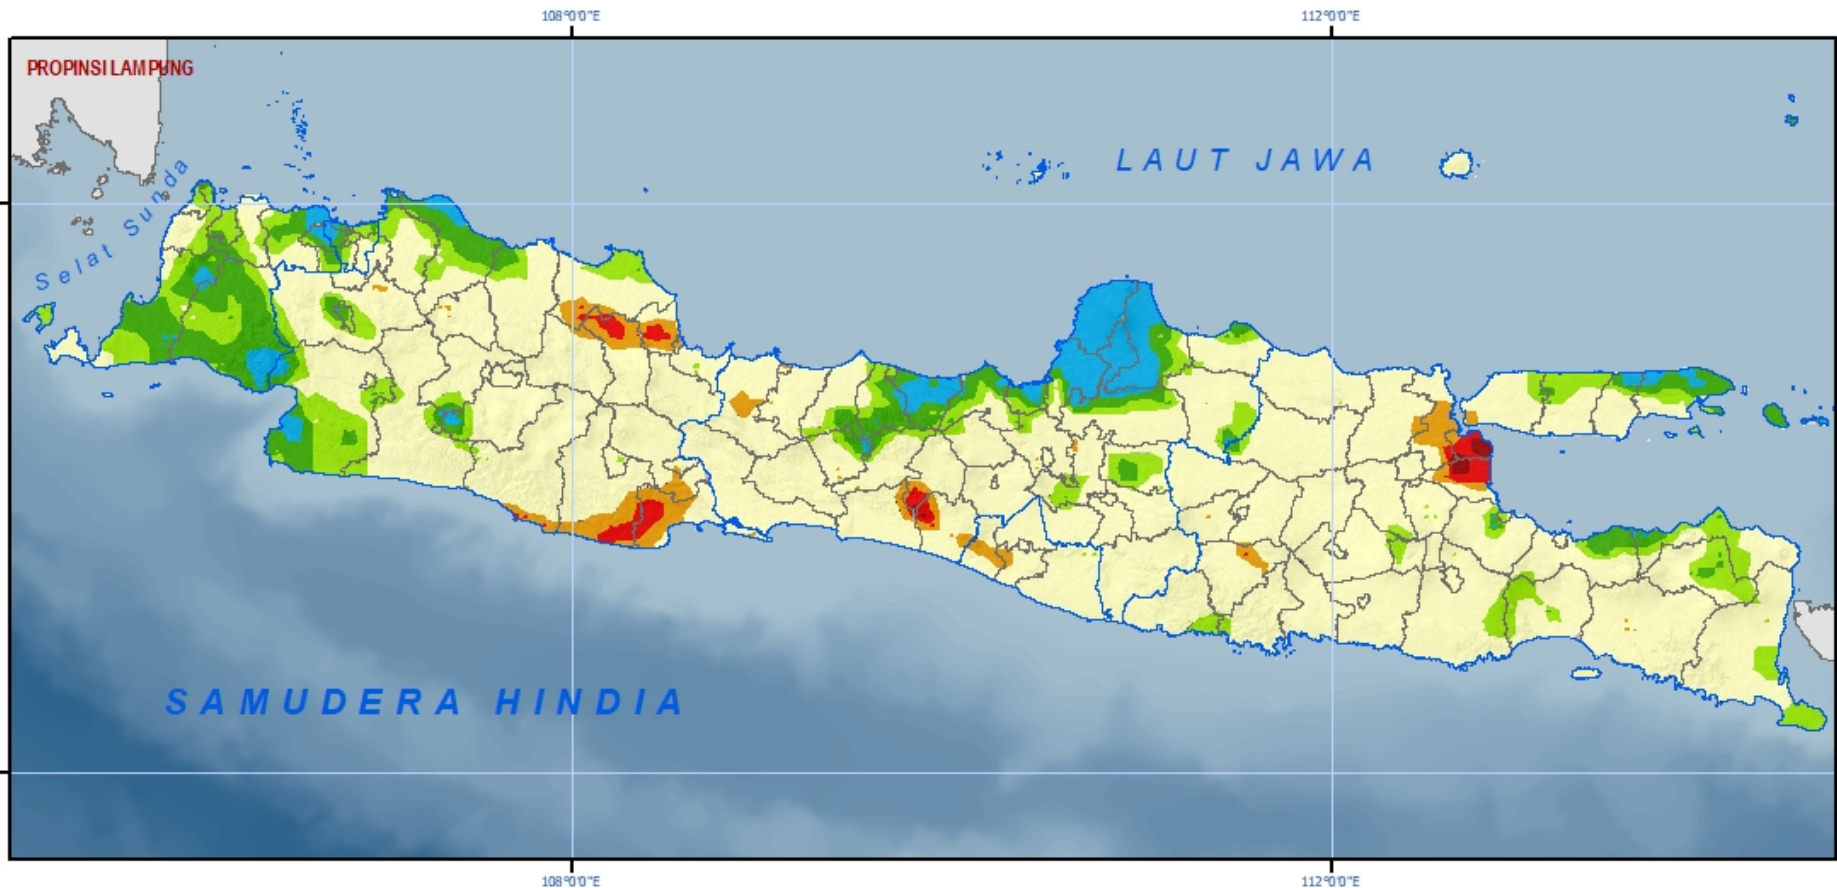 108°0'0"E
112°0'0"E
PROPINSI LAMPUNG
LAUT JAWA
Selat Sunda
SAMUDERA HINDIA
108°0'0"E
112°0'0"E